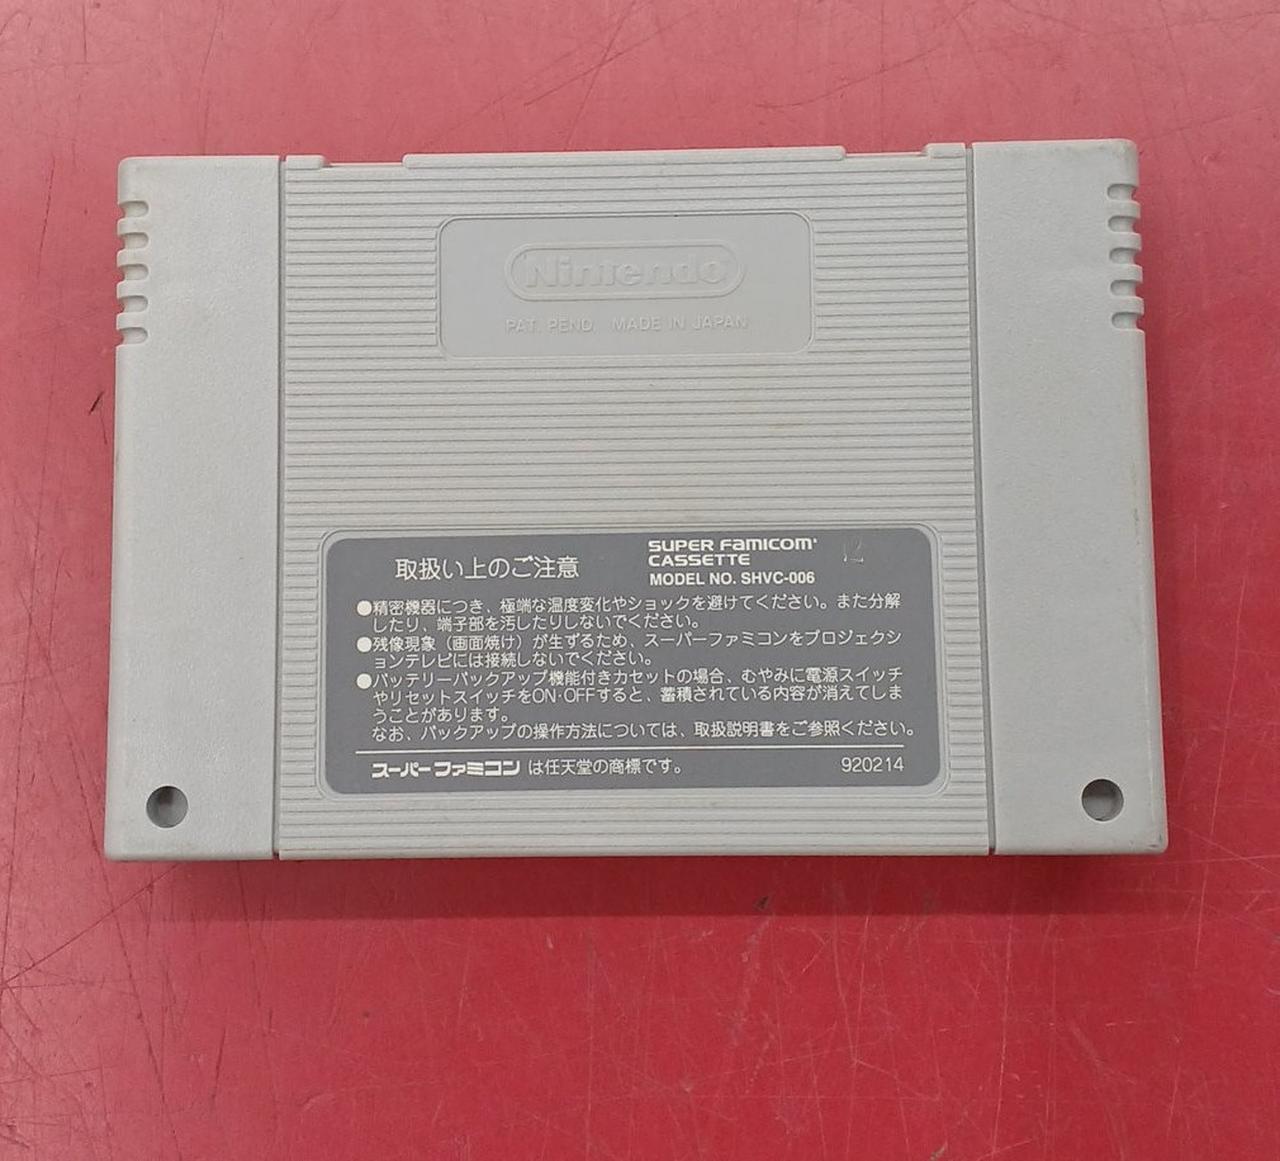 Nintendo
PAT. PEND. MADE IN JAPAN
取扱い上のご注意
SUPER FAMICOM
CASSETTE
MODEL NO. SHVC-006
12
●精密機器につき、極端な温度変化やショックを避けてください。また分解
したり、端子部を汚したりしないでください。
●残像現象（画面焼け）が生ずるため、スーパーファミコンをプロジェクシ
ョンテレビには接続しないでください。
●バッテリーバックアップ機能付きカセットの場合、むやみに電源スイッチ
やリセットスイッチをON·OFFすると、蓄積されている内容が消えてしま
うことがあります。
なお、バックアップの操作方法については、取扱説明書をご参照ください。
スーパーファミコン は任天堂の商標です。
920214